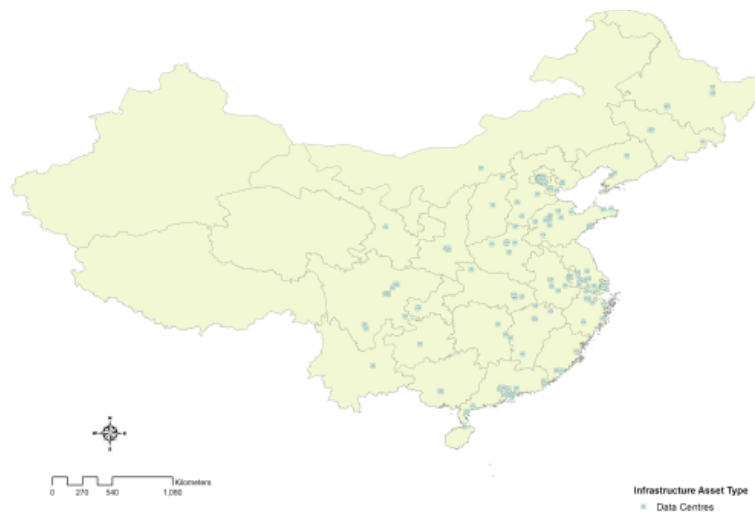 N
Kilometers
0 270 540 1,080
Infrastructure Asset Type
Data Centres